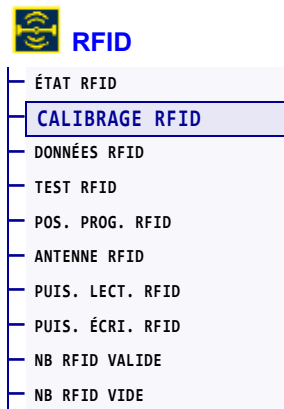 RFID
ÉTAT RFID
CALIBRAGE RFID
DONNÉES RFID
TEST RFID
POS. PROG. RFID
ANTENNE RFID
PUIS. LECT. RFID
PUIS. ÉCRI. RFID
NB RFID VALIDE
NB RFID VIDE